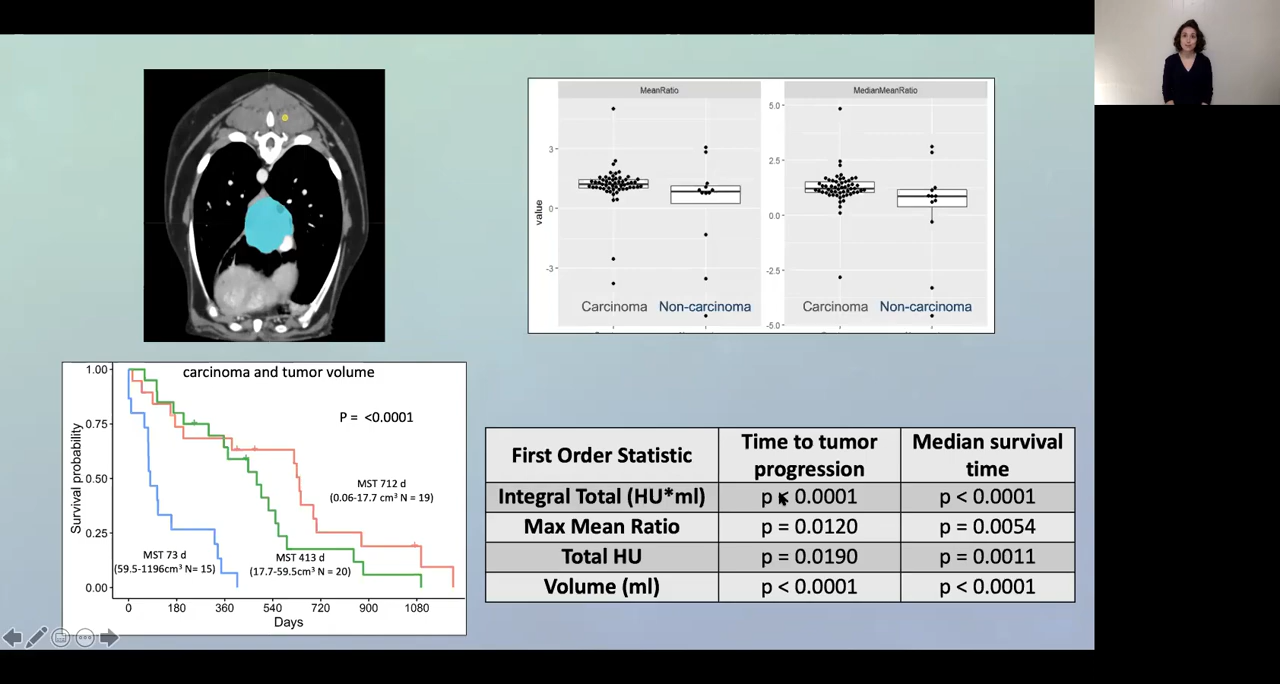 MeanRatio
MedianMeanRatio
5.0
3
2.5
value
0
0.0
-2.5
-3
Carcinoma Non-carcinoma
Carcinoma Non-carcinoma
-5.0
carcinoma and tumor volume
1.00
P = <0.0001
0.75
Survival probability
0.50
MST 712 d
(0.06-17.7 cm³ N = 19)
0.25
MST 73 d
(59.5-1196cm³ N= 15)
MST 413 d
(17.7-59.5cm³ N = 20)
0.00
0 180 360 540 720 900 1080
Days
First Order Statistic
Time to tumor
progression
Median survival
time
Integral Total (HU*ml) p < 0.0001 p < 0.0001
Max Mean Ratio p = 0.0120 p = 0.0054
Total HU p = 0.0190 p = 0.0011
Volume (ml) p < 0.0001 p < 0.0001